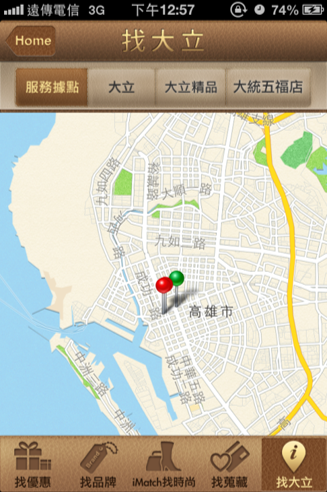 遠傳電信 3G 下午12:57 74%
Home 找大立
服務據點 大立 大立精品 大統五福店
九如四路
大順一路
九如二路
成功一路
高雄市
中洲三路
中洲
成功二路
中華五路
找優惠 找品牌 iMatch找時尚 找蒐藏 找大立